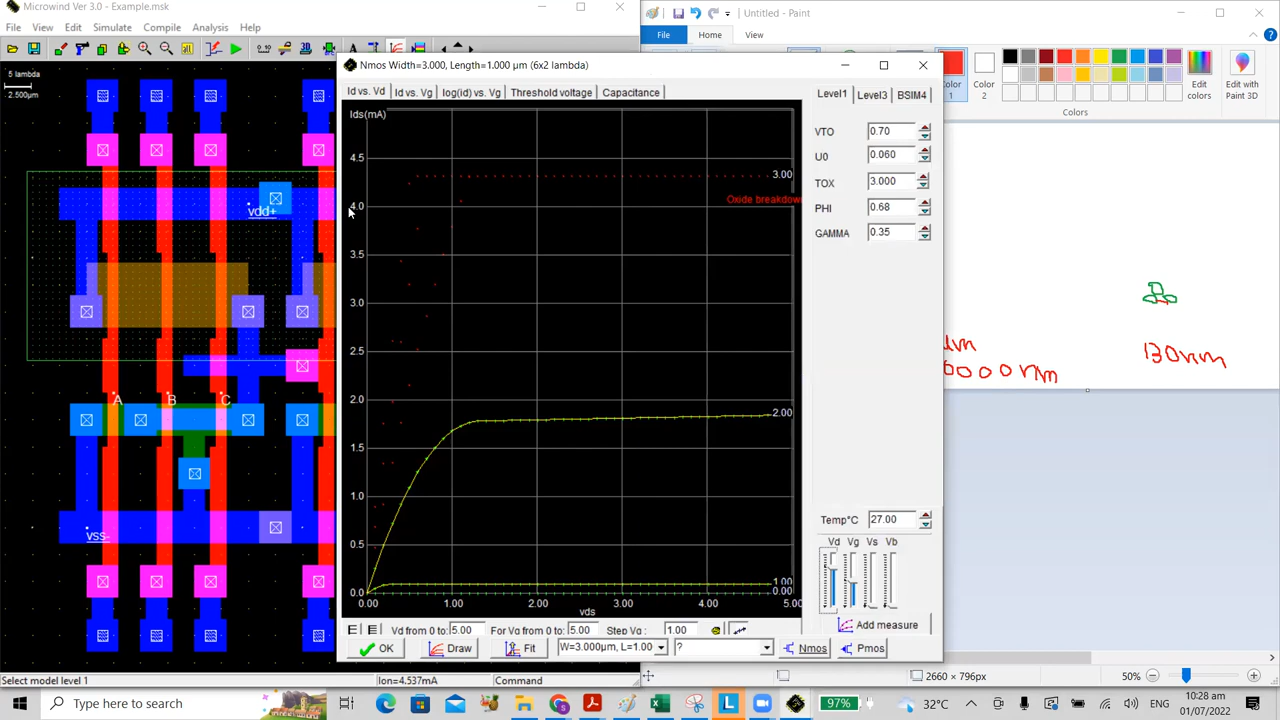 Microwind Ver 3.0 - Example.msk
File View Edit Simulate Compile Analysis Help
5 lambda
2.500µm
vdd+
A B C
vss-
Select model level 1
Ion=4.537mA
Command
Nmos Width=3.000, Length=1.000 µm (6x2 lambda)
Id vs. Vd
Id vs. Vg
log(id) vs. Vg
Threshold voltage
Capacitance
Ids(mA)
4.5
4.0
3.5
3.0
2.5
2.0
1.5
1.0
0.5
0.0
3.00
Oxide breakdown
2.00
1.00
0.00
0.00 1.00 2.00 3.00 4.00 5.00
vds
Level1 Level3 BSIM4
VTO 0.70
U0 0.060
TOX 3.000
PHI 0.68
GAMMA 0.35
Temp°C 27.00
Vd Vg Vs Vb
Add measure
Vd from 0 to: 5.00 For Vg from 0 to: 5.00 Step Vg : 1.00
OK
Draw
Fit
W=3.000µm, L=1.00
?
Nmos
Pmos
Untitled - Paint
File Home View
Color
1
Color
2
Edit
colors
Edit with
Paint 3D
Colors
130nm
2660 × 796px
50%
Type here to search
97%
32°C
ENG
10:28 am
01/07/2022